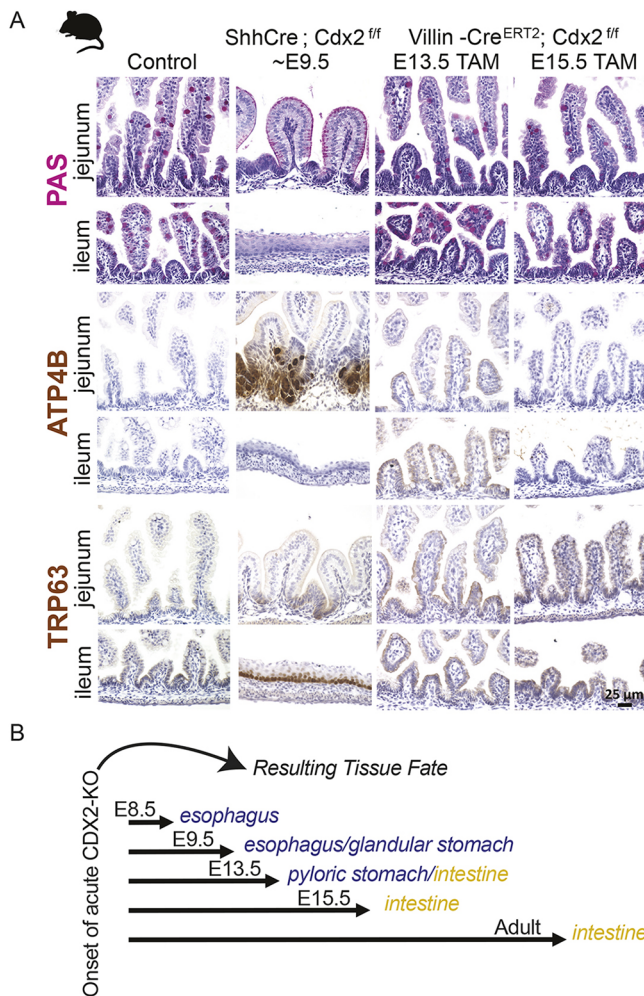 A
Control
ShhCre ; Cdx2 f/f
~E9.5
Villin -CreERT2; Cdx2 f/f
E13.5 TAM
E15.5 TAM
PAS
jejunum
ileum
ATP4B
jejunum
ileum
TRP63
jejunum
ileum
25 µm
B
Onset of acute CDX2-KO
Resulting Tissue Fate
E8.5 esophagus
E9.5 esophagus/glandular stomach
E13.5 pyloric stomach/intestine
E15.5 intestine
Adult intestine